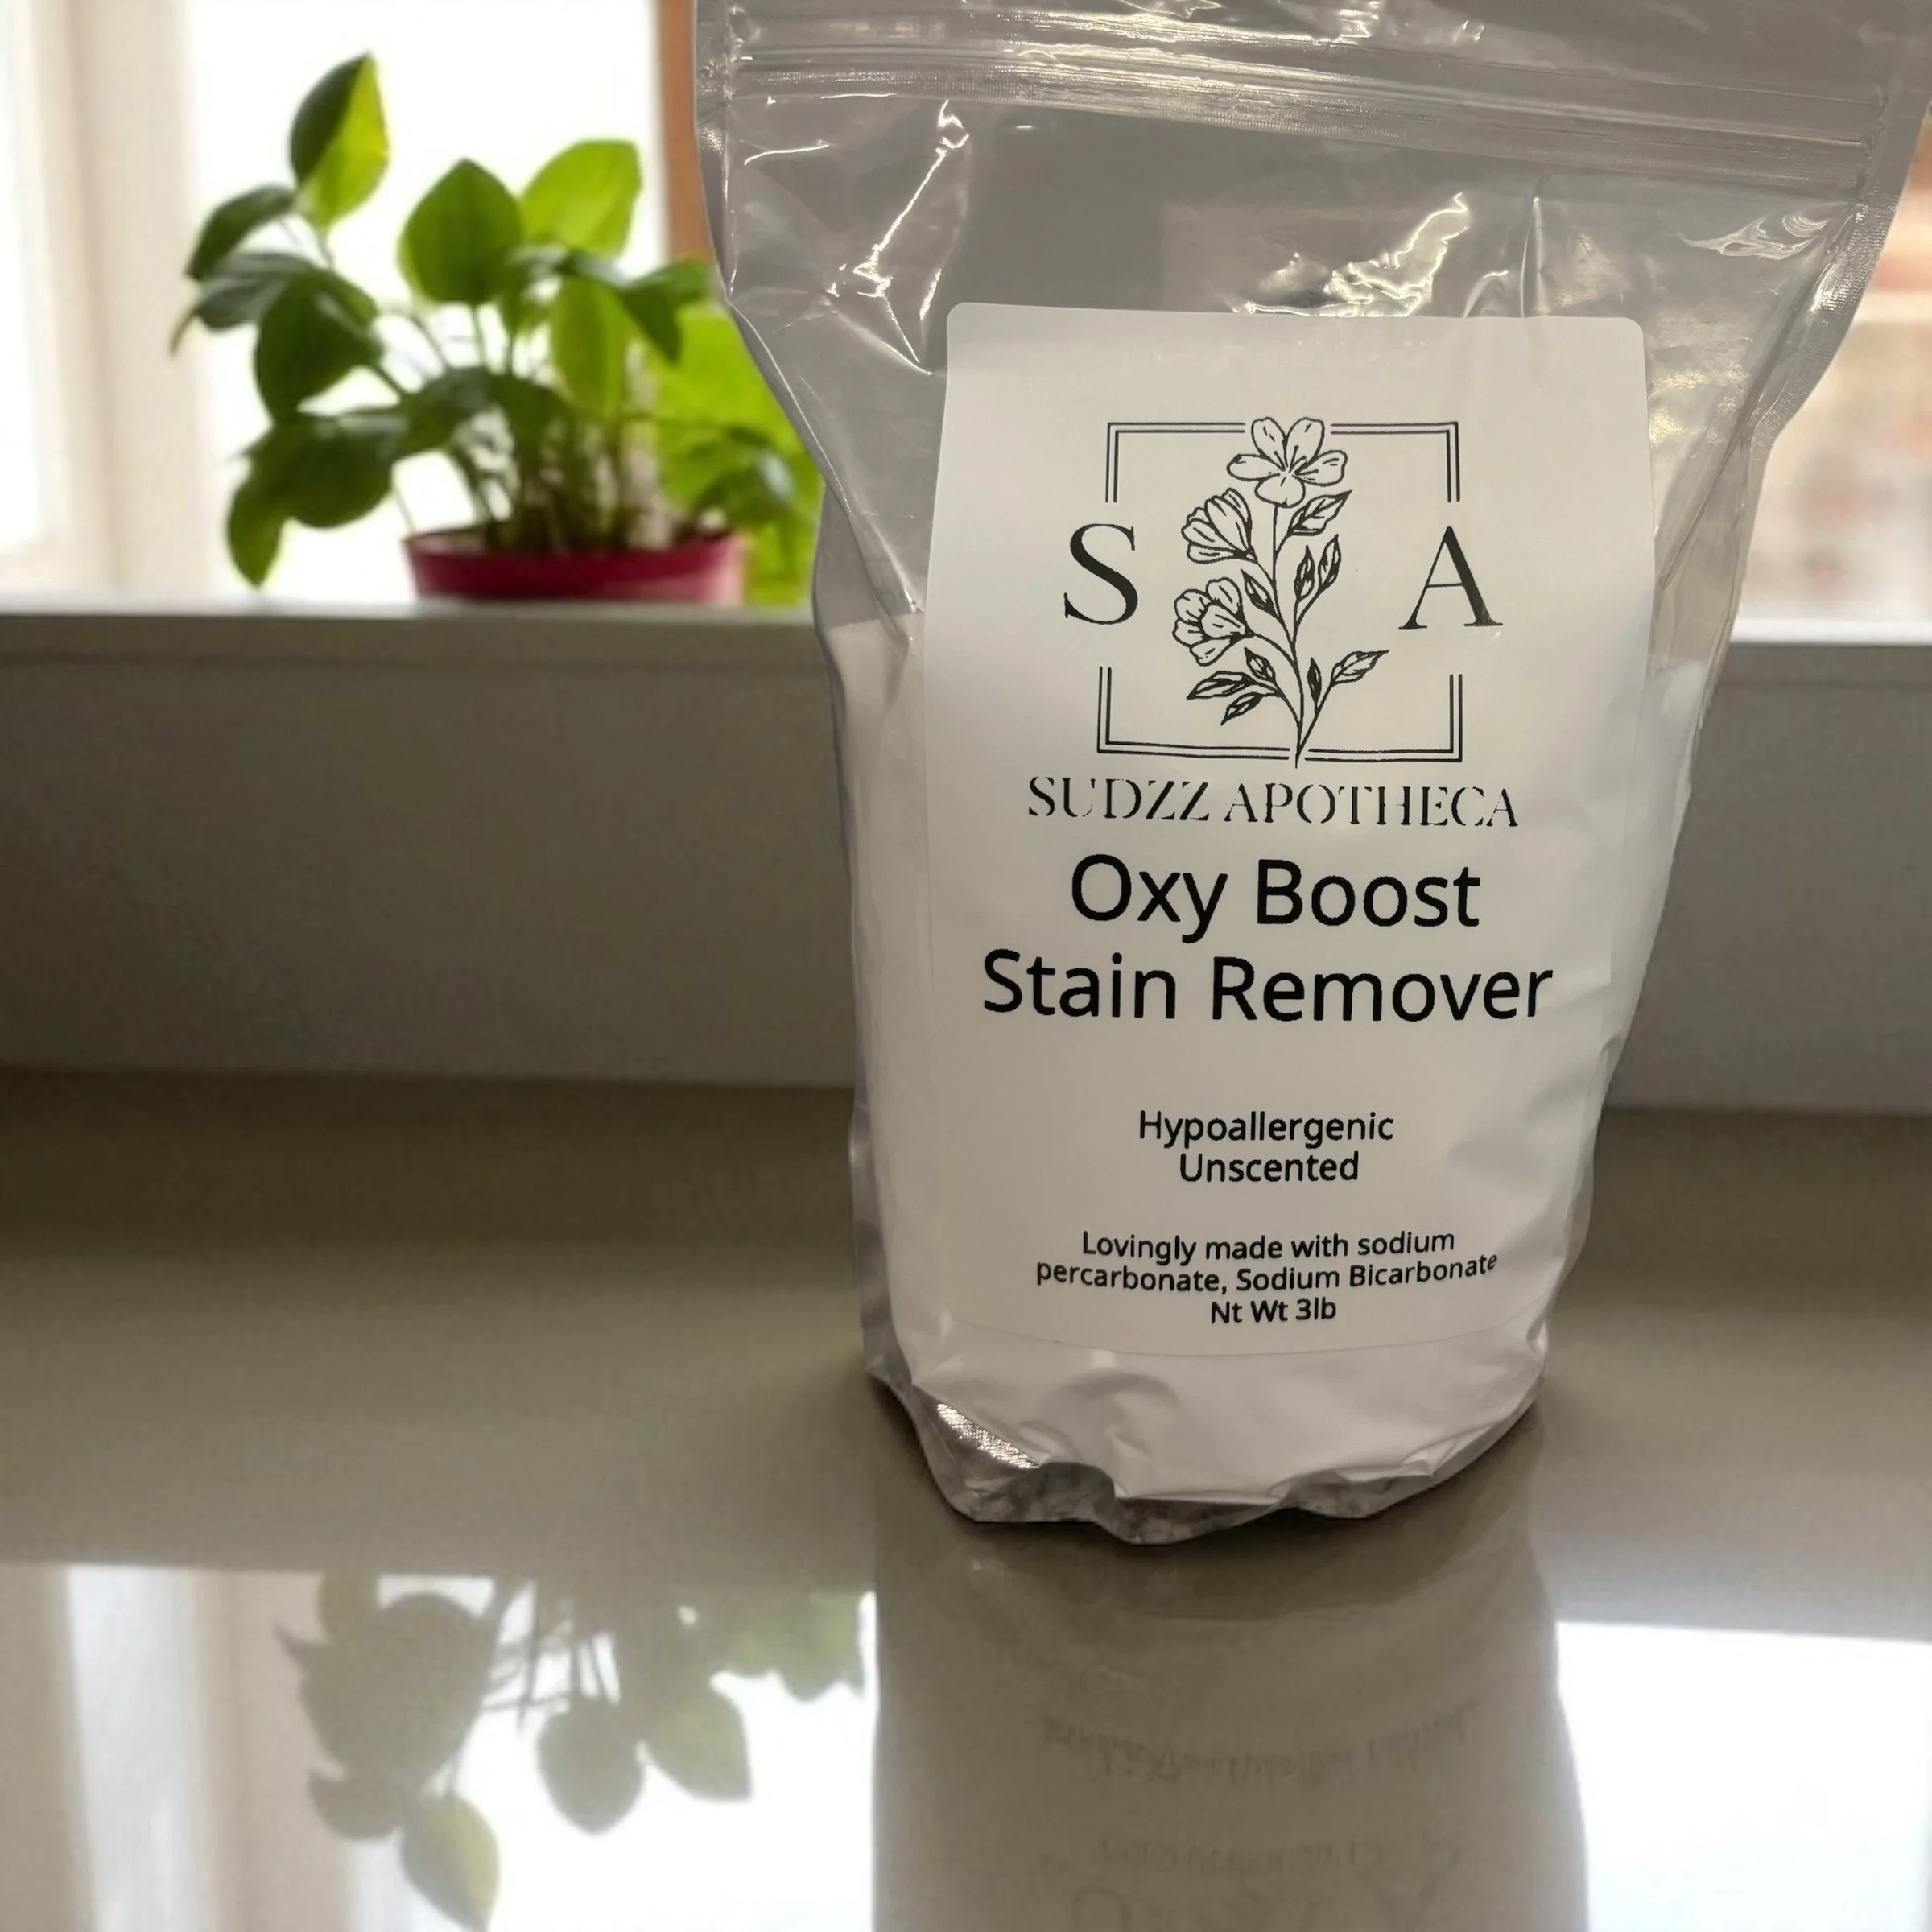 S A
SUDZZ APOTHECA
Oxy Boost
Stain Remover
Hypoallergenic
Unscented
Lovingly made with sodium
percarbonate, Sodium Bicarbonate
Nt Wt 3lb